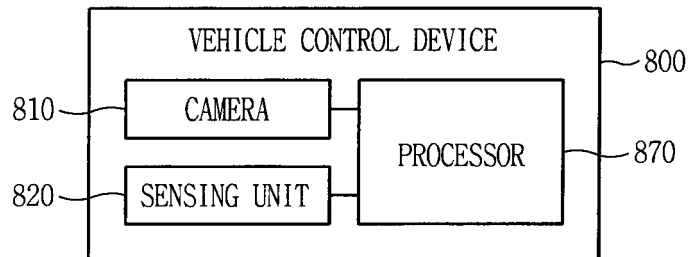 VEHICLE CONTROL DEVICE
800
810
CAMERA
PROCESSOR
870
820
SENSING UNIT